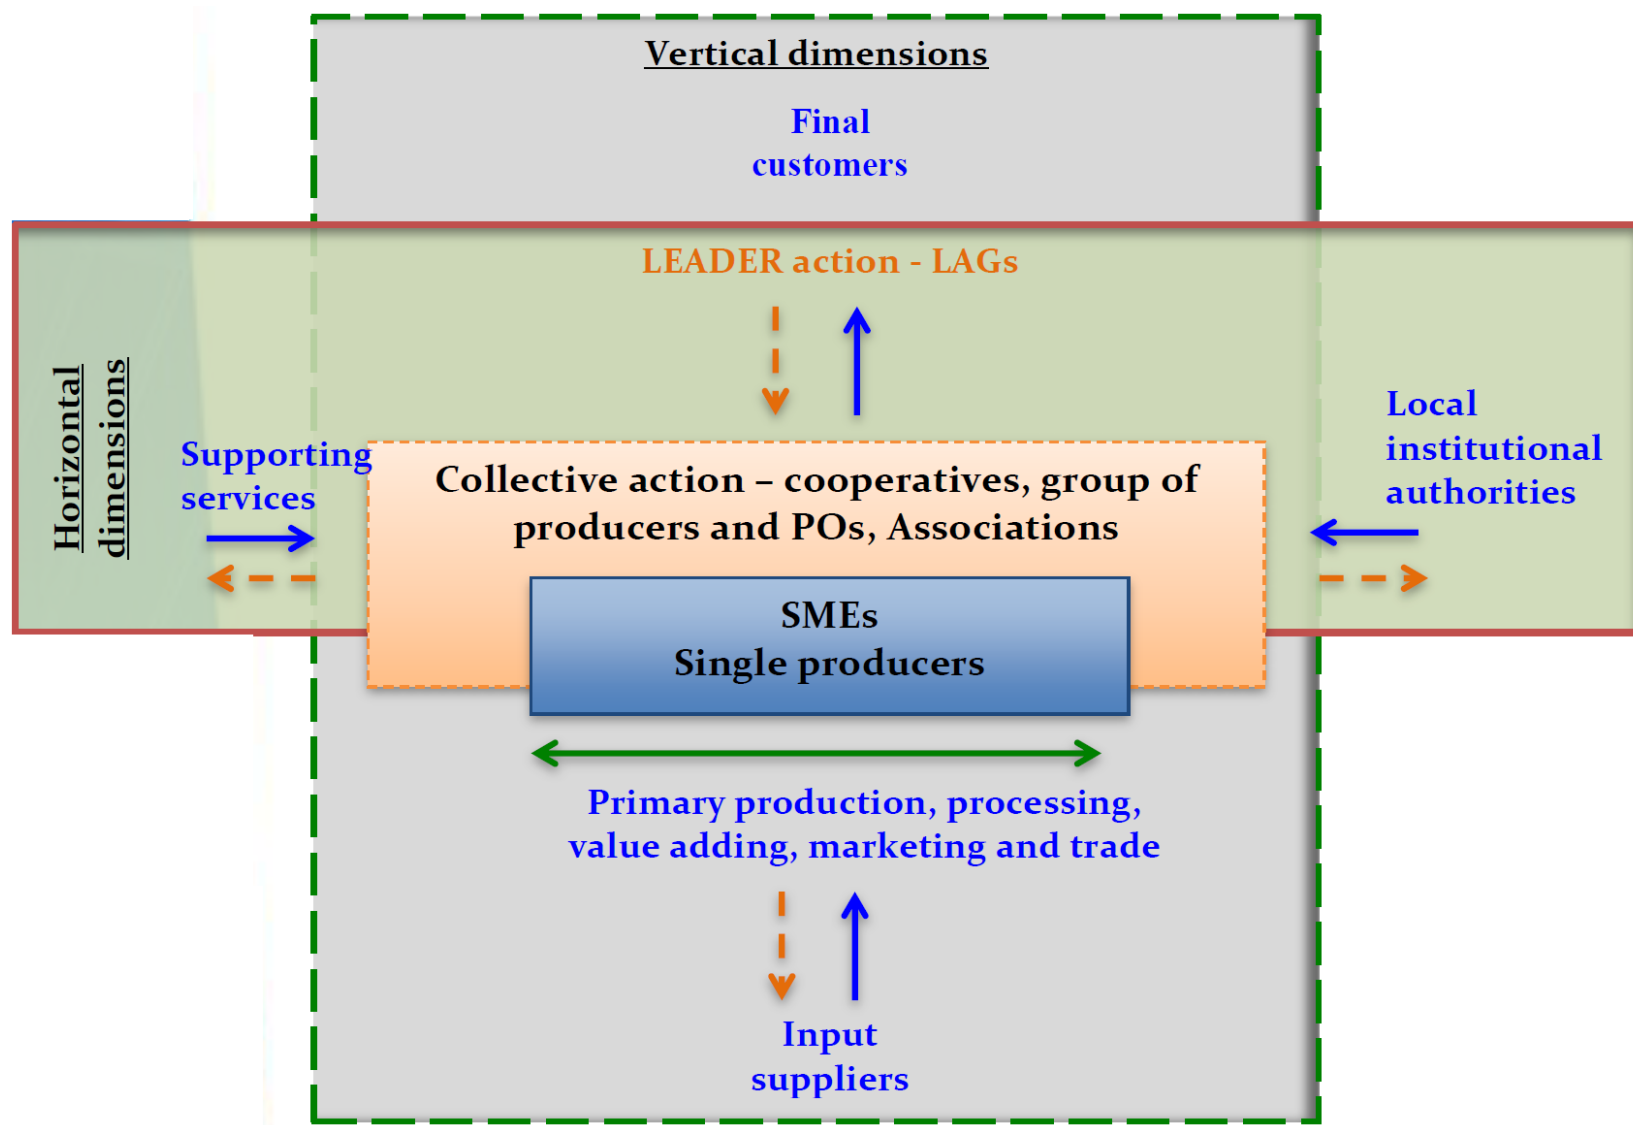 Vertical dimensions
Final
customers
LEADER action - LAGs
Horizontal
dimensions
Supporting
services
Collective action – cooperatives, group of
producers and POs, Associations
Local
institutional
authorities
SMEs
Single producers
Primary production, processing,
value adding, marketing and trade
Input
suppliers